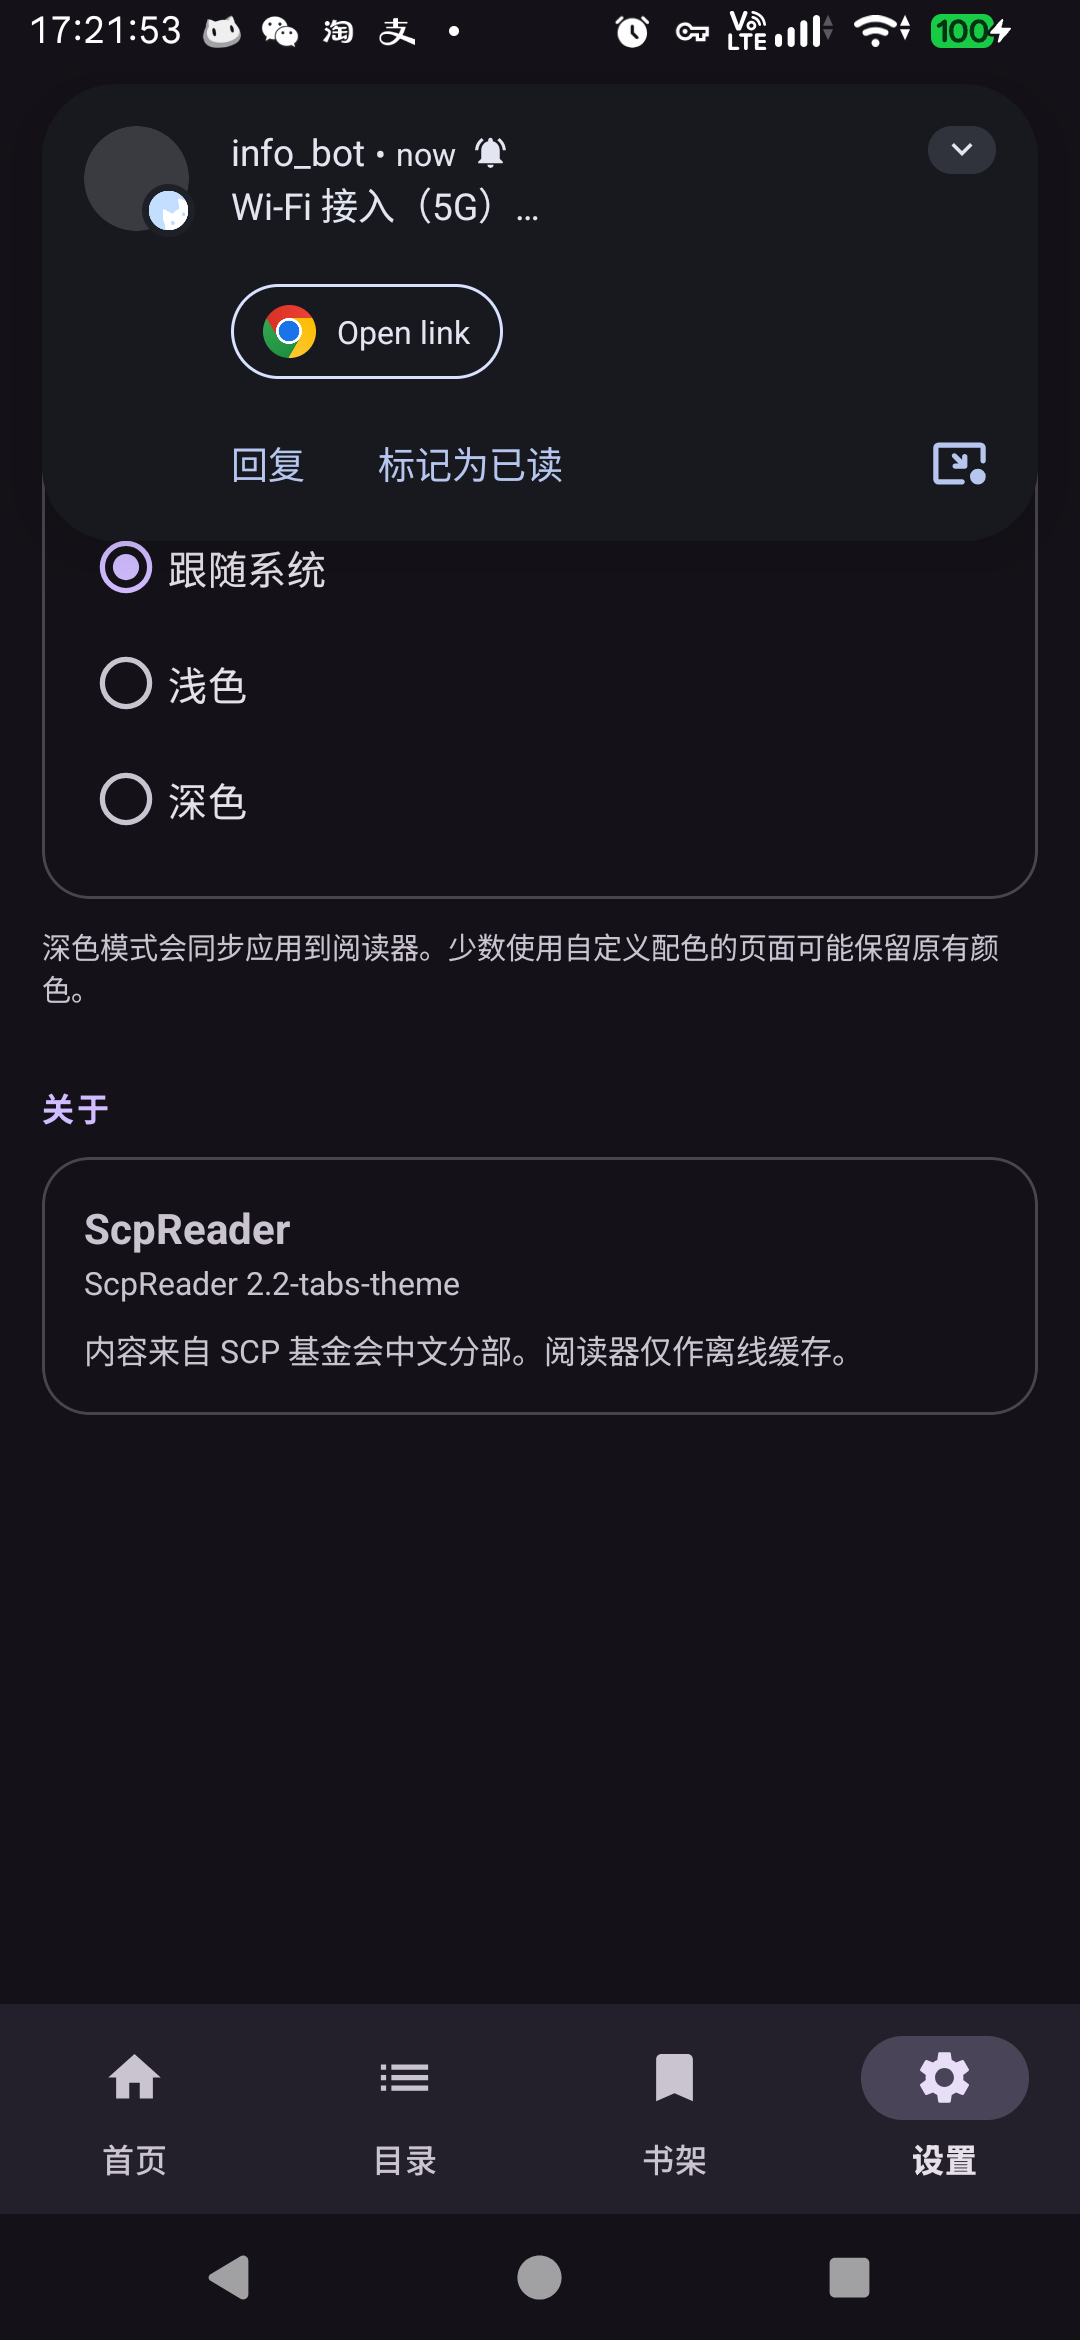 17:21:53 淘 支 Vo LTE 100
info_bot • now
Wi-Fi 接入（5G）...
Open link
回复 标记为已读
跟随系统
浅色
深色
深色模式会同步应用到阅读器。少数使用自定义配色的页面可能保留原有颜
色。
关于
ScpReader
ScpReader 2.2-tabs-theme
内容来自 SCP 基金会中文分部。阅读器仅作离线缓存。
首页 目录 书架 设置